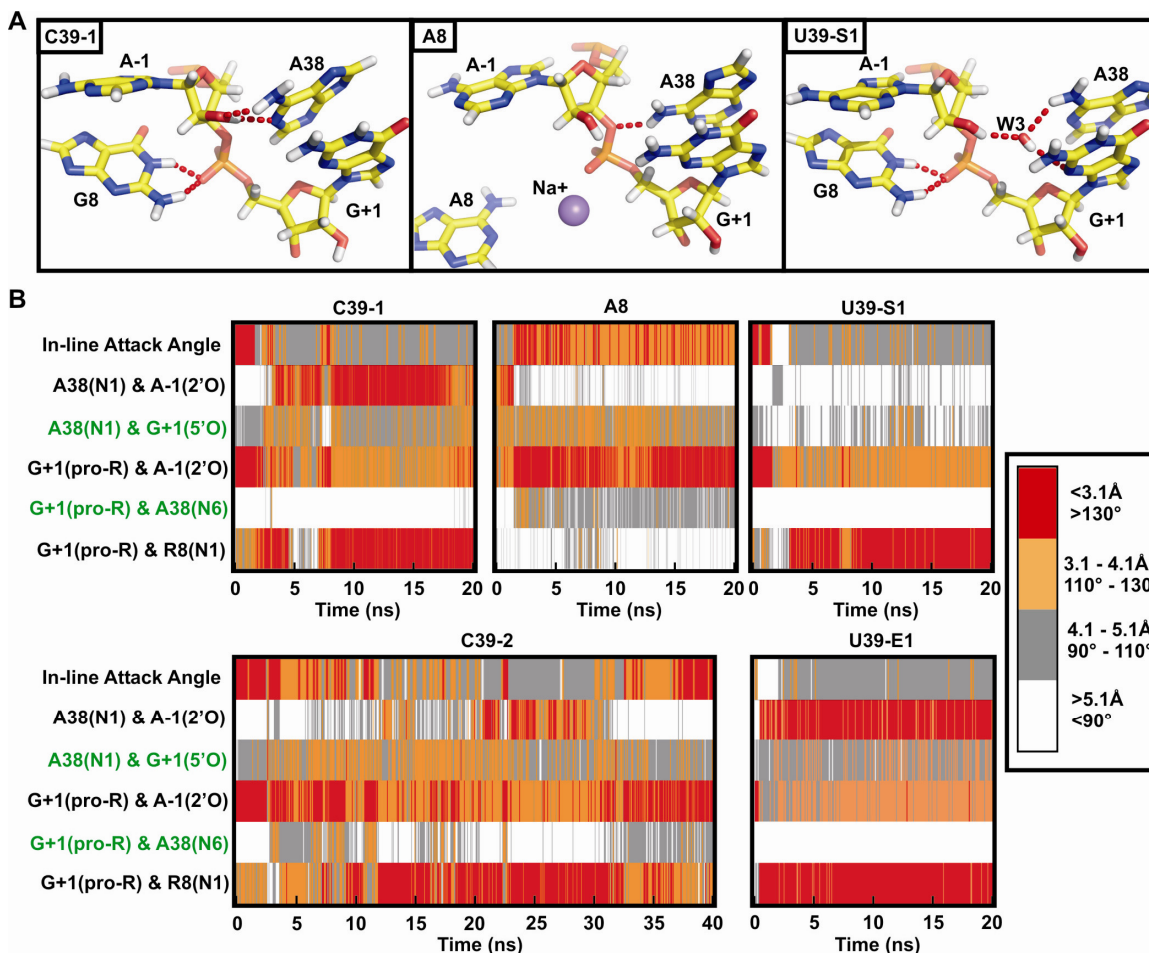 A
C39-1
A-1
A38
G8
G+1
A8
A-1
A38
Na+
A8
G+1
U39-S1
A-1
A38
W3
G8
G+1
B
C39-1
A8
U39-S1
In-line Attack Angle
A38(N1) & A-1(2'O)
A38(N1) & G+1(5'O)
G+1(pro-R) & A-1(2'O)
G+1(pro-R) & A38(N6)
G+1(pro-R) & R8(N1)
0 5 10 15 20
0 5 10 15 20
0 5 10 15 20
Time (ns)
Time (ns)
Time (ns)
<3.1Å
>130°
3.1 - 4.1Å
110° - 130
4.1 - 5.1Å
90° - 110°
>5.1Å
<90°
C39-2
U39-E1
In-line Attack Angle
A38(N1) & A-1(2'O)
A38(N1) & G+1(5'O)
G+1(pro-R) & A-1(2'O)
G+1(pro-R) & A38(N6)
G+1(pro-R) & R8(N1)
0 5 10 15 20 25 30 35 40
0 5 10 15 20
Time (ns)
Time (ns)